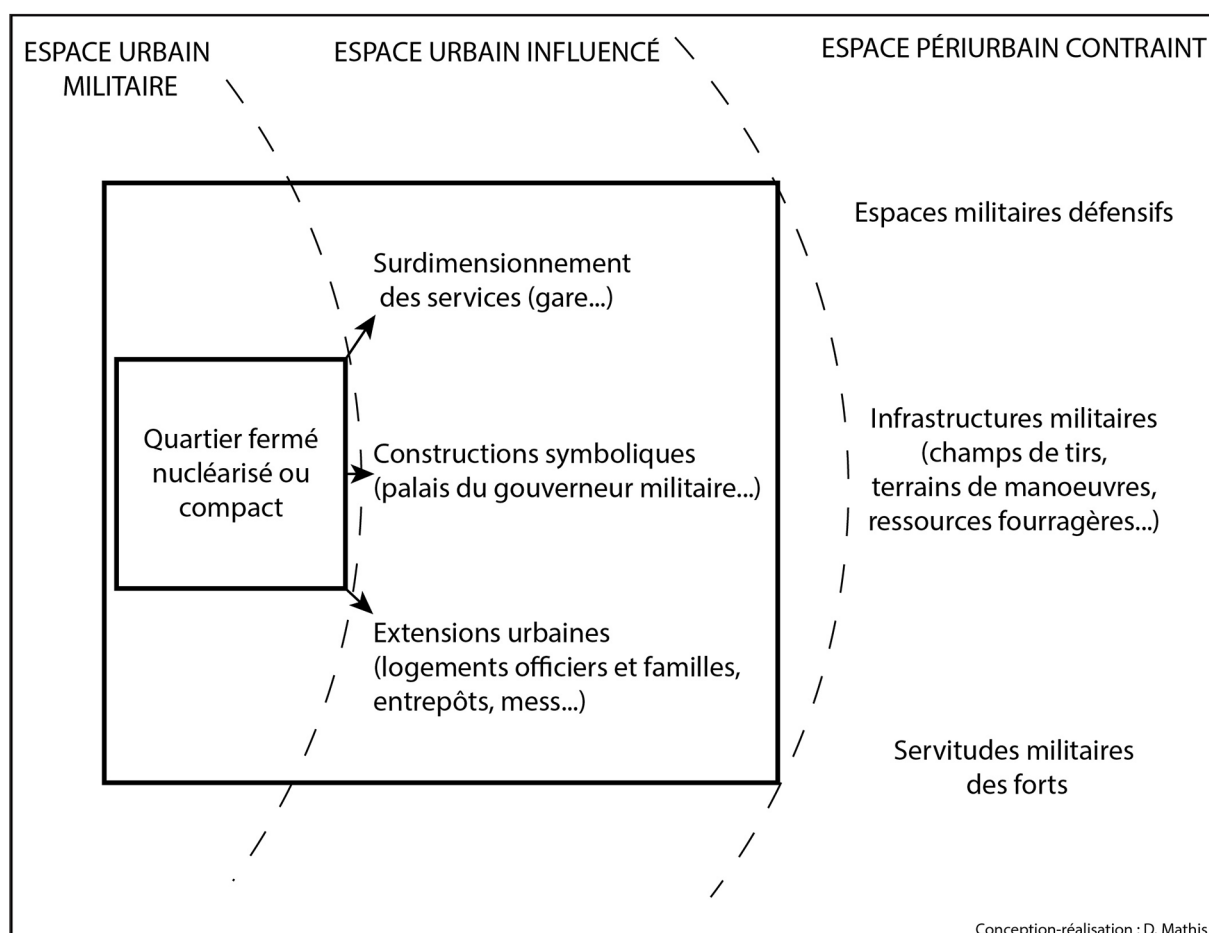 ESPACE URBAIN
MILITAIRE
ESPACE URBAIN INFLUENCÉ
ESPACE PÉRIURBAIN CONTRAINT
Espaces militaires défensifs
Surdimensionnement
des services (gare...)
Quartier fermé
nucléarisé ou
compact
Constructions symboliques
(palais du gouverneur militaire...)
Infrastructures militaires
(champs de tirs,
terrains de manoeuvres,
ressources fourragères...)
Extensions urbaines
(logements officiers et familles,
entrepôts, mess...)
Servitudes militaires
des forts
Conception-réalisation : D. Mathis